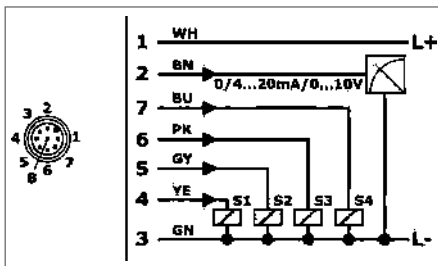 1 WH L+
2 BN
0/4...20mA/0...10V
7 BU
6 PK
5 GY
4 YE S1 S2 S3 S4
3 GN L-
2
3
4 1
5 7
8 6